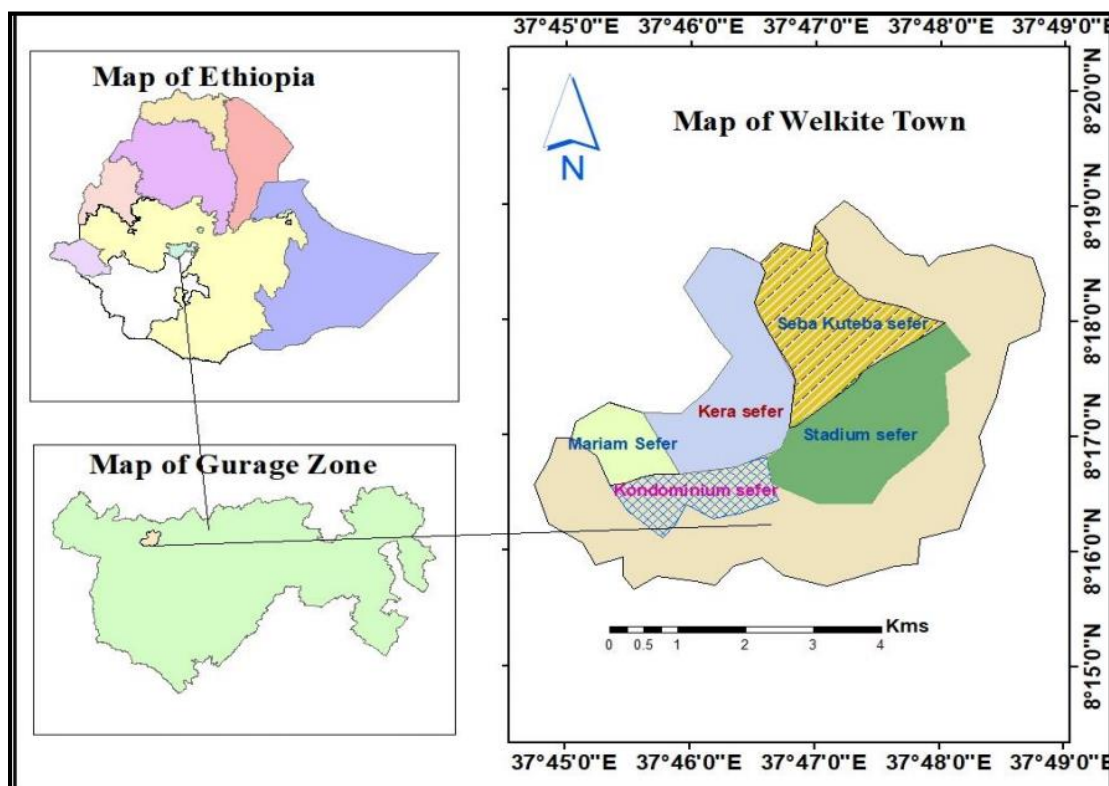 Map of Ethiopia
Map of Gurage Zone
37°45'0"E 37°46'0"E 37°47'0"E 37°48'0"E 37°49'0"E
Map of Welkite Town
N
Seba Kuteba sefer
Kera sefer
Stadium sefer
Mariam Sefer
Kondominium sefer
Kms
0 0.5 1 2 3 4
8°20'0"N
8°19'0"N
8°18'0"N
8°17'0"N
8°16'0"N
8°15'0"N
37°45'0"E 37°46'0"E 37°47'0"E 37°48'0"E 37°49'0"E